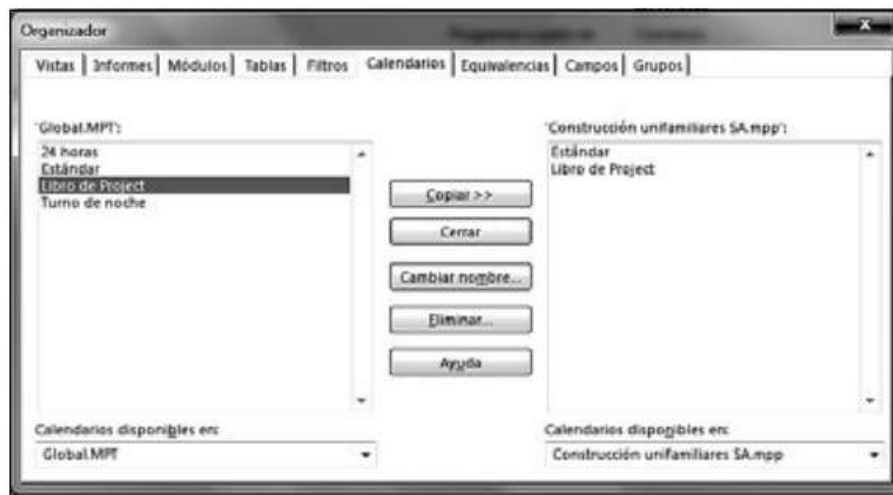 Organizador
Vistas Informes Módulos Tablas Filtros Calendarios Equivalencias Campos Grupos
'Global.MPT':
24 horas
Estándar
Libro de Project
Turno de noche
Copiar >>
Cerrar
Cambiar nombre...
Eliminar...
Ayuda
'Construcción unifamiliares SA.mpp':
Estándar
Libro de Project
Calendarios disponibles en:
Global.MPT
Calendarios disponibles en:
Construcción unifamiliares SA.mpp